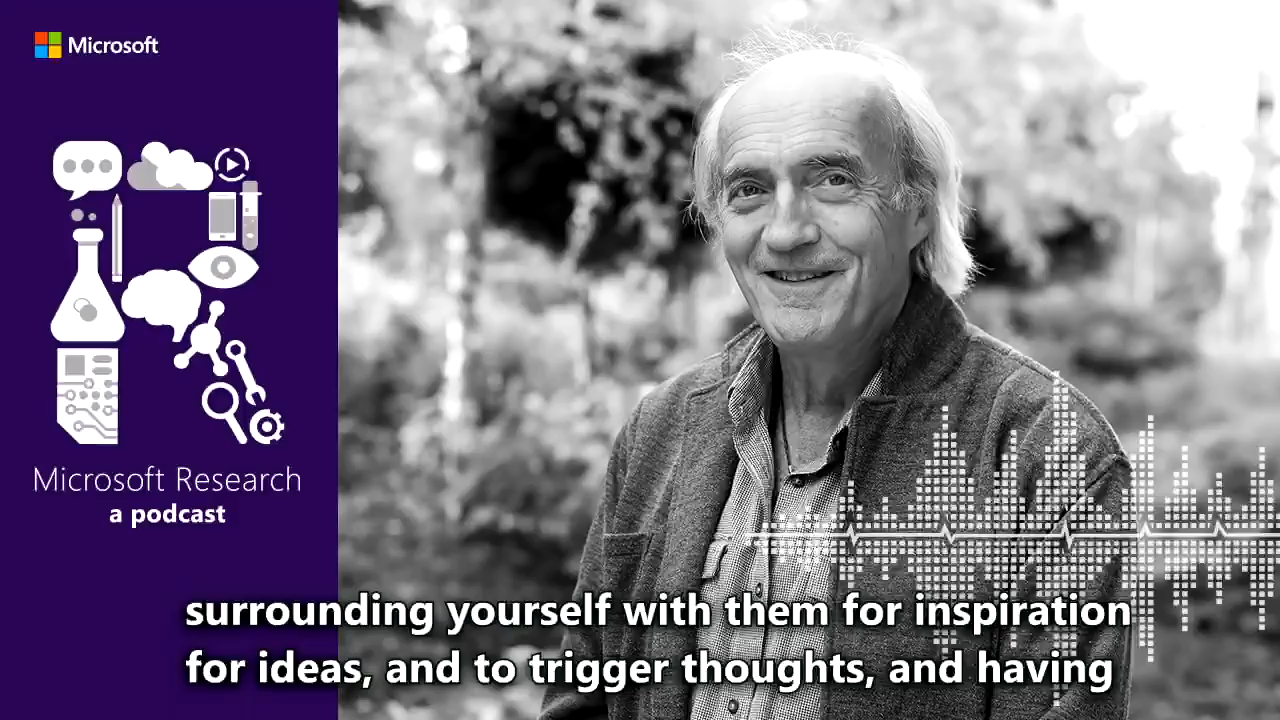 Microsoft
Microsoft Research
a podcast
surrounding yourself with them for inspiration
for ideas, and to trigger thoughts, and having